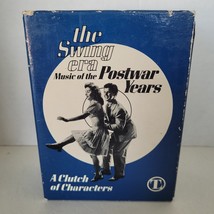 the
Swing
era
Music of the Postwar
Years
A Clutch
of Characters
T